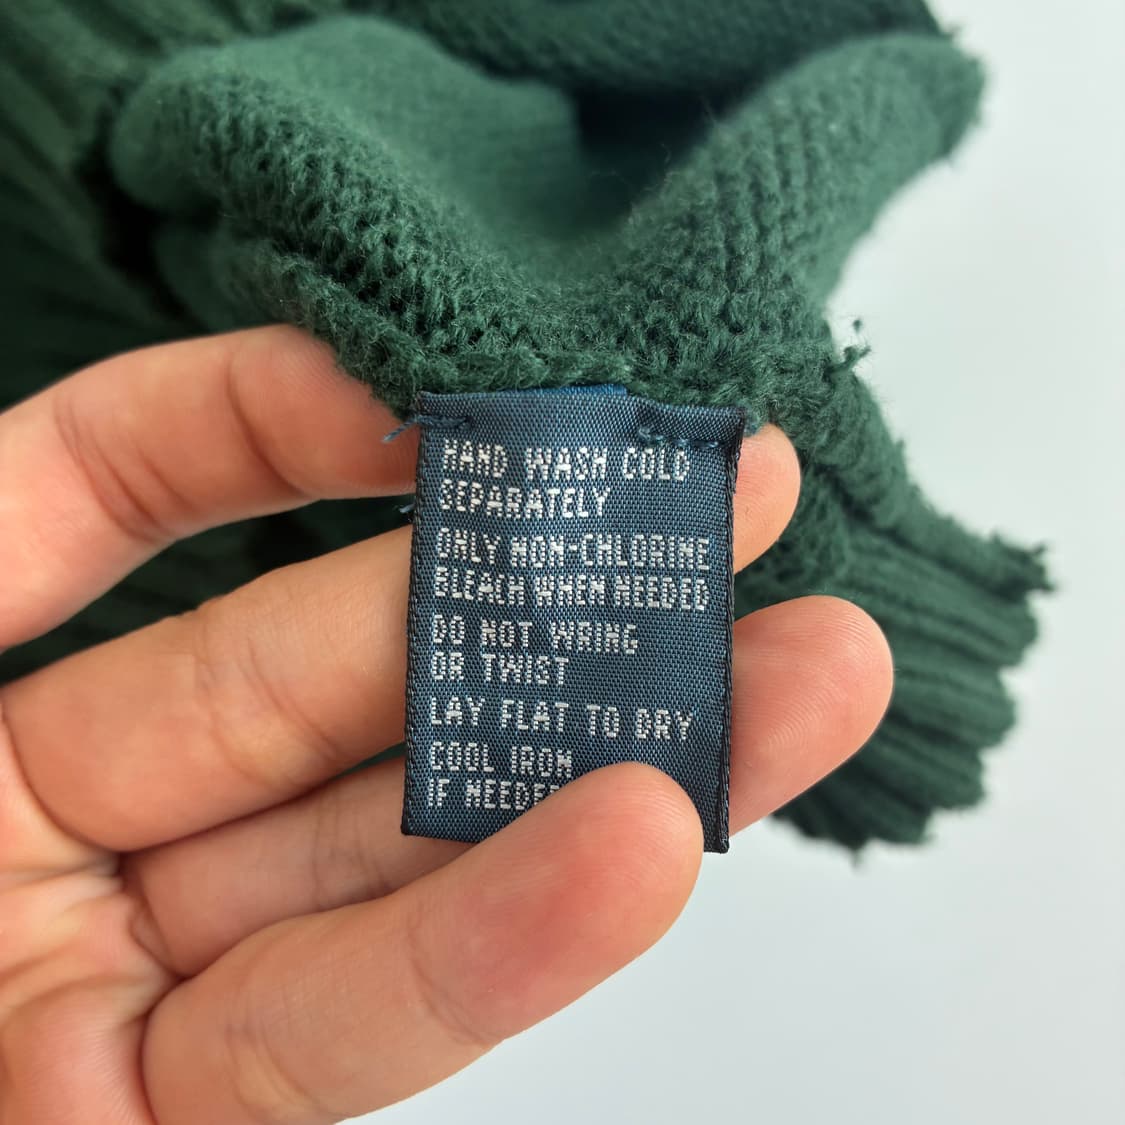 HAND WASH COLD
SEPARATELY
ONLY NON-CHLORINE
BLEACH WHEN NEEDED
DO NOT WRING
OR TWIST
LAY FLAT TO DRY
COOL IRON
IF